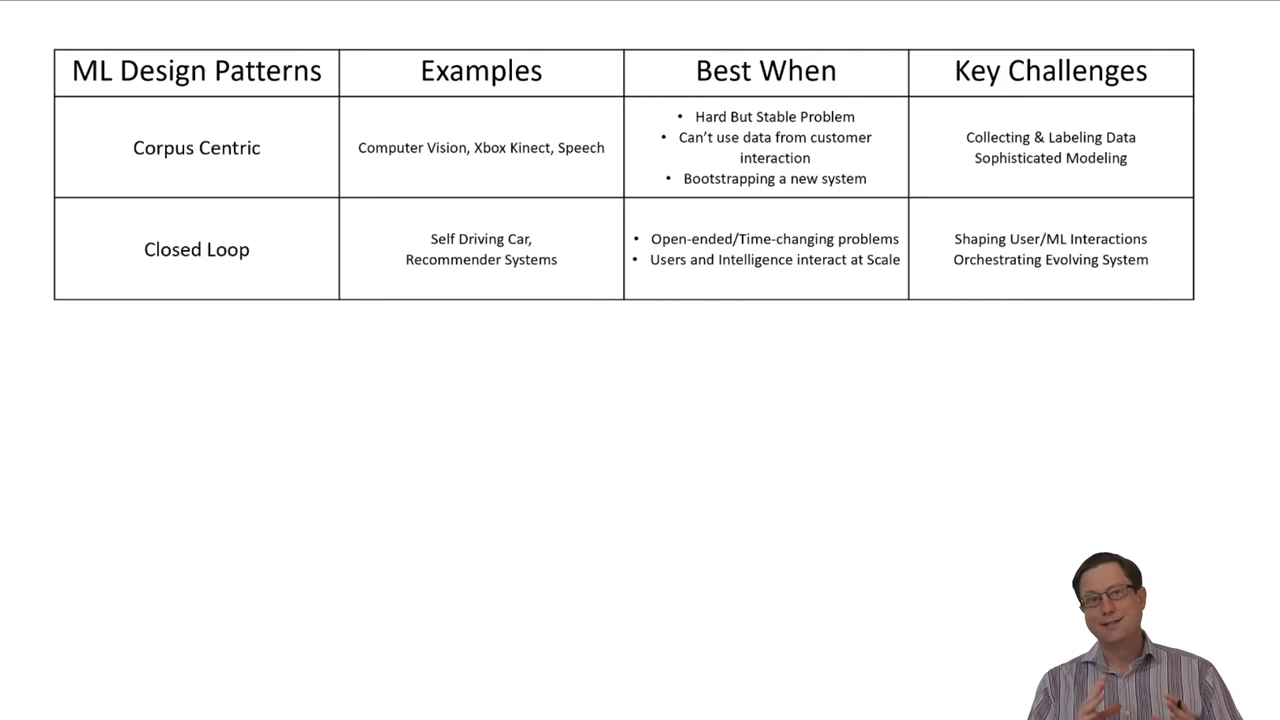 ML Design Patterns
Examples
Best When
Key Challenges
Corpus Centric
Computer Vision, Xbox Kinect, Speech
• Hard But Stable Problem
• Can't use data from customer
interaction
• Bootstrapping a new system
Collecting & Labeling Data
Sophisticated Modeling
Closed Loop
Self Driving Car,
Recommender Systems
• Open-ended/Time-changing problems
• Users and Intelligence interact at Scale
Shaping User/ML Interactions
Orchestrating Evolving System